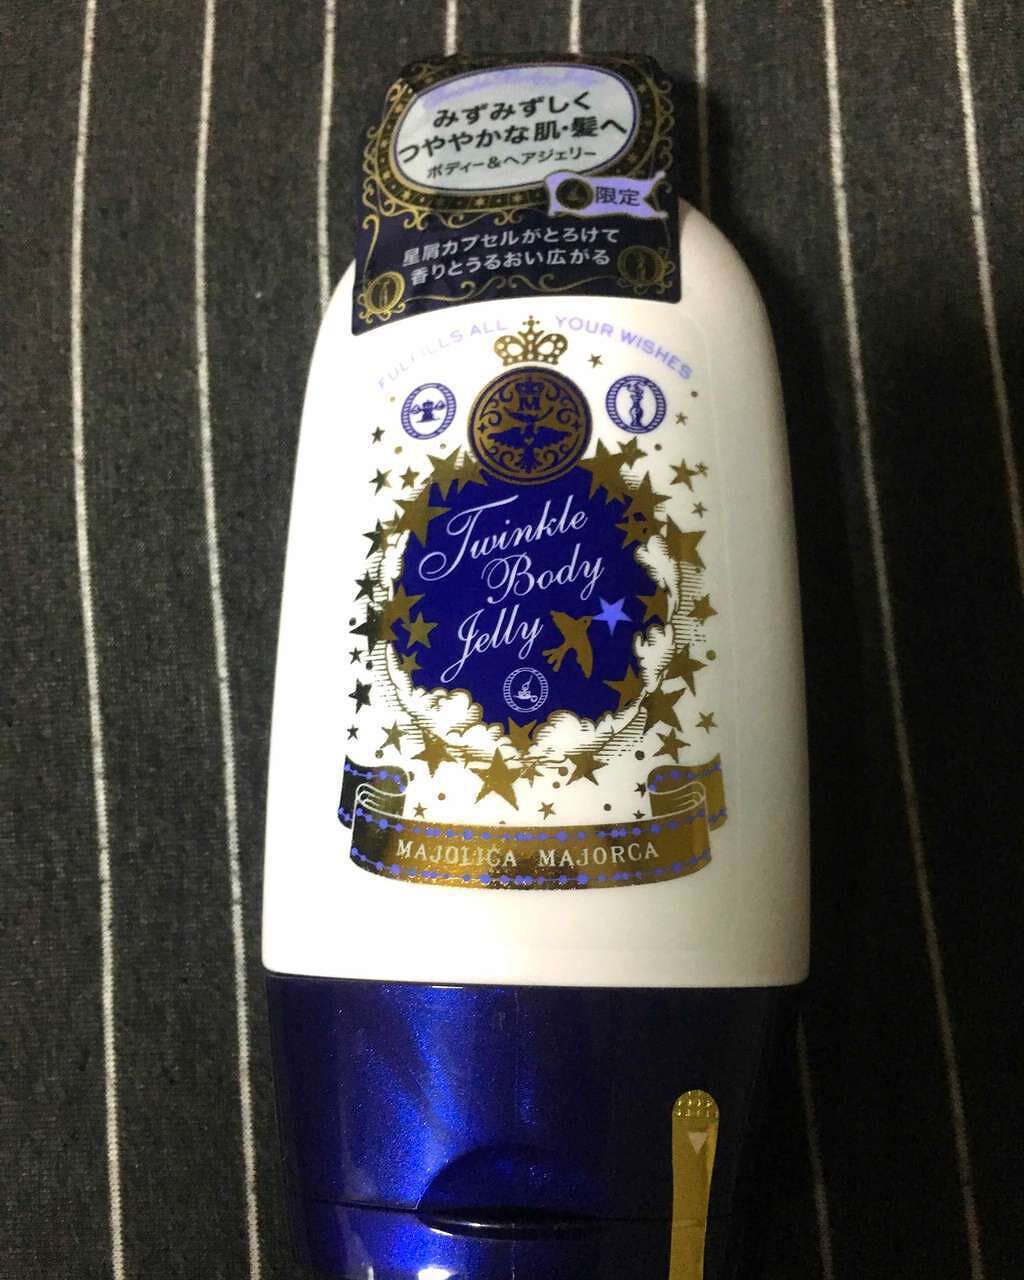 みずみずしく
つややかな肌・髪へ
ボディー&ヘアジェリー
限定
星屑カプセルがとろけて
香りとうるおい広がる
FULFILLS ALL YOUR WISHES
M
Twinkle
Body
Jelly
MAJOLICA MAJORCA